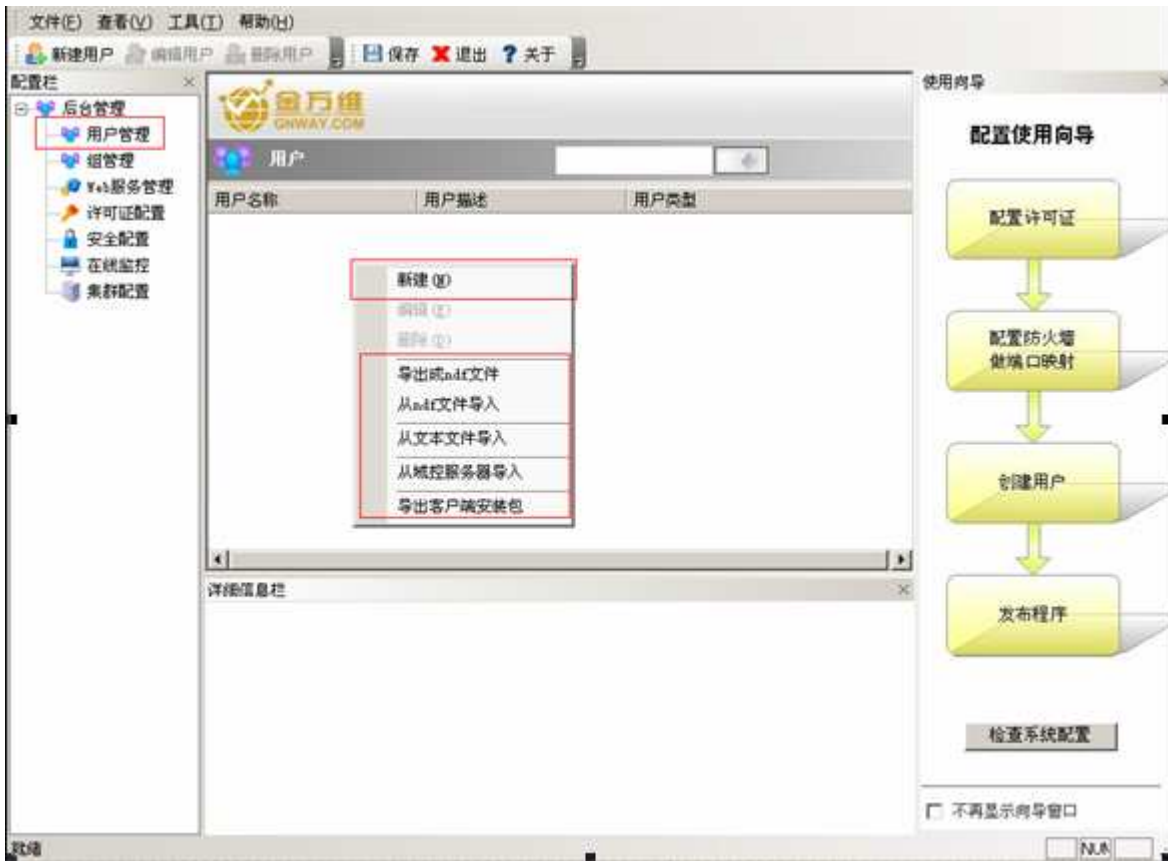 文件(F) 查看(V) 工具(T) 帮助(H)
新建用户 编辑用户 删除用户 保存 退出 ? 关于
配置栏
后台管理
用户管理
组管理
Web服务管理
许可证配置
安全配置
在线监控
集群配置
金万维
GNWAY.COM
用户
用户名称 用户描述 用户类型
新建(N)
编辑(E)
删除(D)
导出成ndf文件
从ndf文件导入
从文本文件导入
从域控服务器导入
导出客户端安装包
详细信息栏
使用向导
配置使用向导
配置许可证
配置防火墙
做端口映射
创建用户
发布程序
检查系统配置
不再显示向导窗口
就绪
NUM